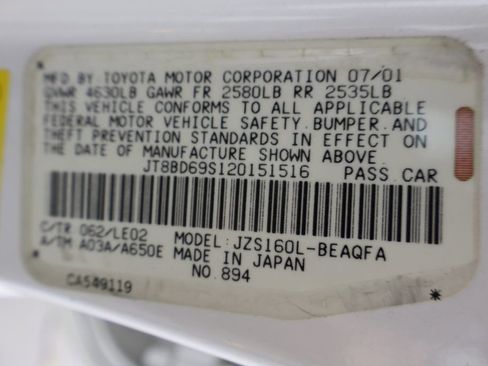 MFD BY TOYOTA MOTOR CORPORATION 07/01
GVWR 4630LB GAWR FR 2580LB RR 2535LB
THIS VEHICLE CONFORMS TO ALL APPLICABLE
FEDERAL MOTOR VEHICLE SAFETY, BUMPER, AND
THEFT PREVENTION STANDARDS IN EFFECT ON
THE DATE OF MANUFACTURE SHOWN ABOVE.
JT8BD69S120151516 PASS CAR
C/TR 062/LE02 MODEL: JZS160L-BEAQFA
A/TM A03A/A650E MADE IN JAPAN
NO. 894
CA549119